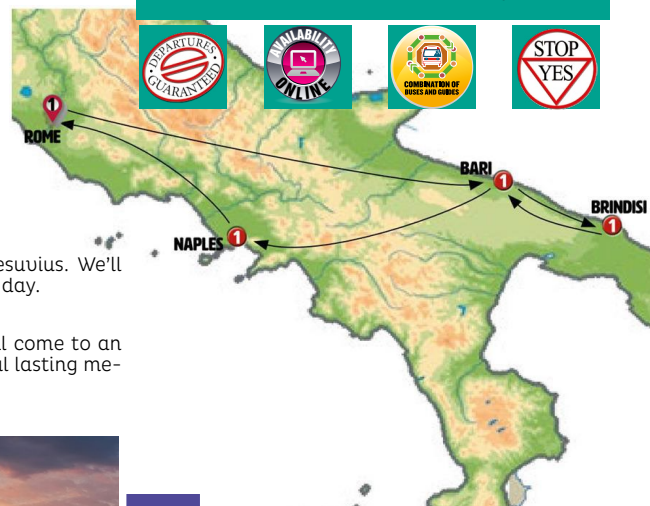 DEPARTURES
GUARANTEED
AVAILABILITY
ONLINE
COMBINATION OF
BUSES AND GUIDES
STOP
YES
1
ROME
BARI
1
BRINDISI
1
NAPLES 1
esuvius. We'll
day.
l come to an
l lasting me-